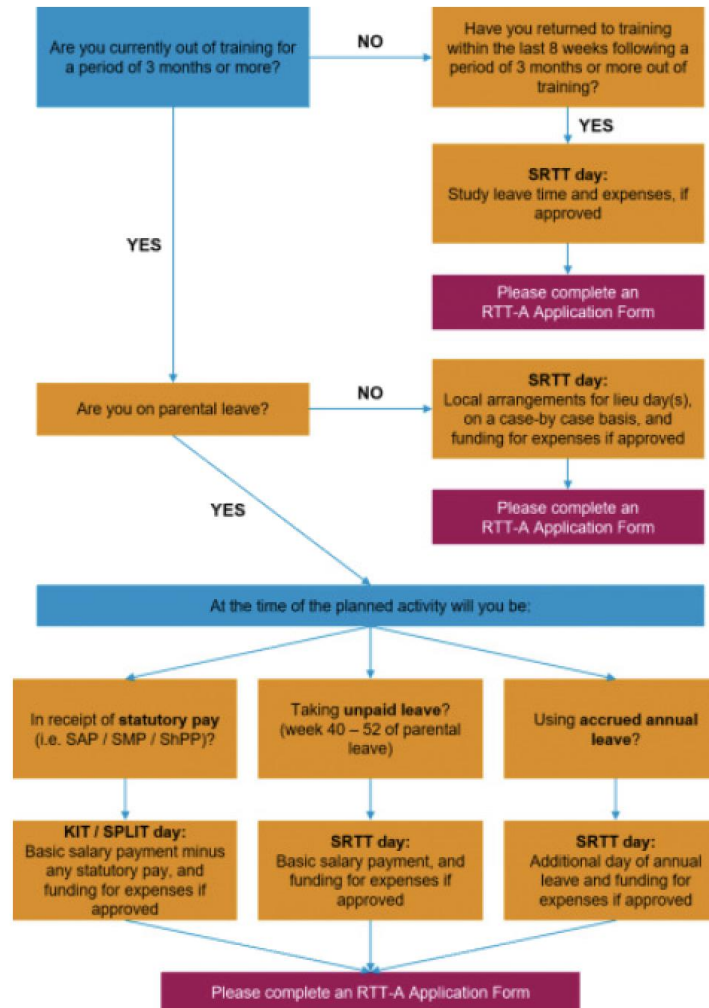 Are you currently out of training for
a period of 3 months or more?
NO
Have you returned to training
within the last 8 weeks following a
period of 3 months or more out of
training?
YES
SRTT day:
Study leave time and expenses, if
approved
YES
Please complete an
RTT-A Application Form
Are you on parental leave?
NO
SRTT day:
Local arrangements for lieu day(s),
on a case-by case basis, and
funding for expenses if approved
YES
Please complete an
RTT-A Application Form
At the time of the planned activity will you be:
In receipt of statutory pay
(i.e. SAP / SMP / ShPP)?
Taking unpaid leave?
(week 40 – 52 of parental
leave)
Using accrued annual
leave?
KIT / SPLIT day:
Basic salary payment minus
any statutory pay, and
funding for expenses if
approved
SRTT day:
Basic salary payment, and
funding for expenses if
approved
SRTT day:
Additional day of annual
leave and funding for
expenses if approved
Please complete an RTT-A Application Form